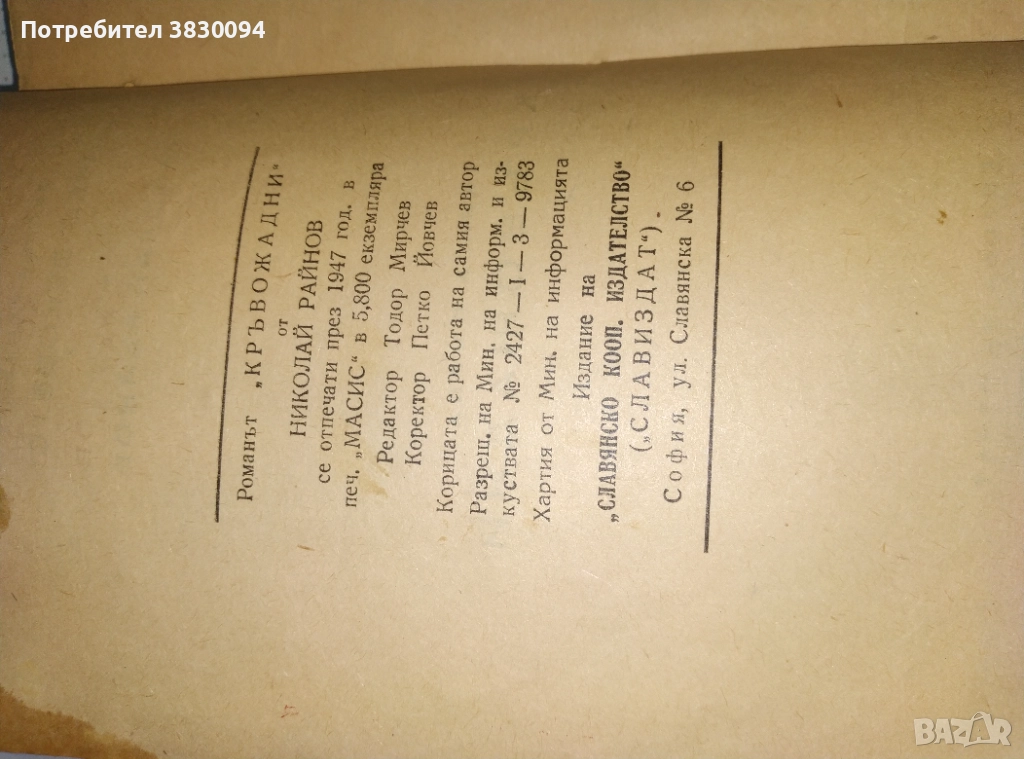 Потребител 3830094
Романът „КРЪВОЖАДНИ“
от
НИКОЛАЙ РАЙНОВ
се отпечати през 1947 год. в
печ. „МАСИС“ в 5,800 екземпляра
Редактор Тодор Мирчев
Коректор Петко Йовчев
Корицата е работа на самия автор
Разреш. на Мин. на информ. и из-
куствата № 2427—I—3—9783
Хартия от Мин. на информацията
Издание на
„СЛАВЯНСКО КООП. ИЗДАТЕЛСТВО“
(„СЛАВИЗДАТ“).
София, ул. Славянска № 6
BAZAR